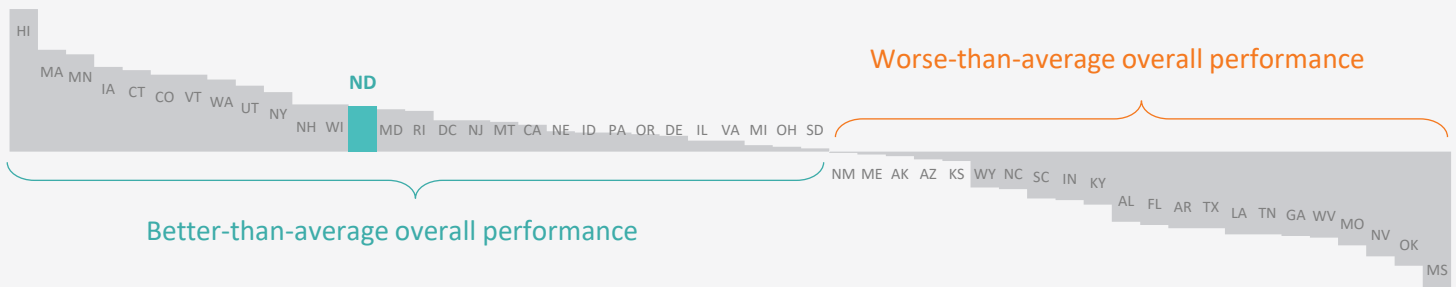 HI
MA
MN
IA
CT
CO
VT
WA
UT
NY
NH
WI
ND
MD
RI
DC
NJ
MT
CA
NE
ID
PA
OR
DE
IL
VA
MI
OH
SD
Worse-than-average overall performance
NM
ME
AK
AZ
KS
WY
NC
SC
IN
KY
AL
FL
AR
TX
LA
TN
GA
WV
MO
NV
OK
MS
Better-than-average overall performance